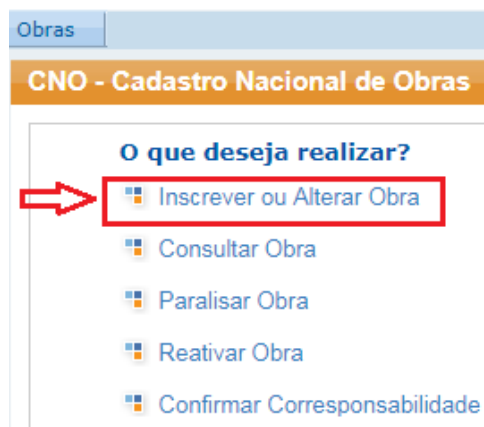 Obras
CNO - Cadastro Nacional de Obras
O que deseja realizar?
Inscrever ou Alterar Obra
Consultar Obra
Paralisar Obra
Reativar Obra
Confirmar Corresponsabilidade